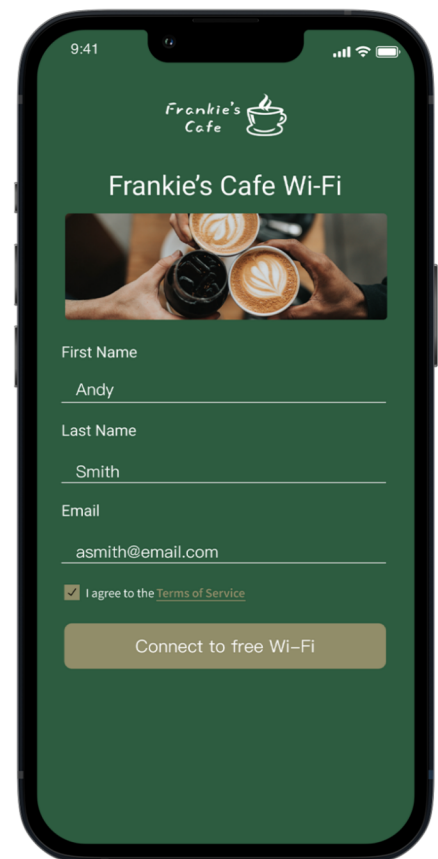 9:41
Frankie's
Cafe
Frankie's Cafe Wi-Fi
First Name
Andy
Last Name
Smith
Email
asmith@email.com
I agree to the Terms of Service
Connect to free Wi-Fi